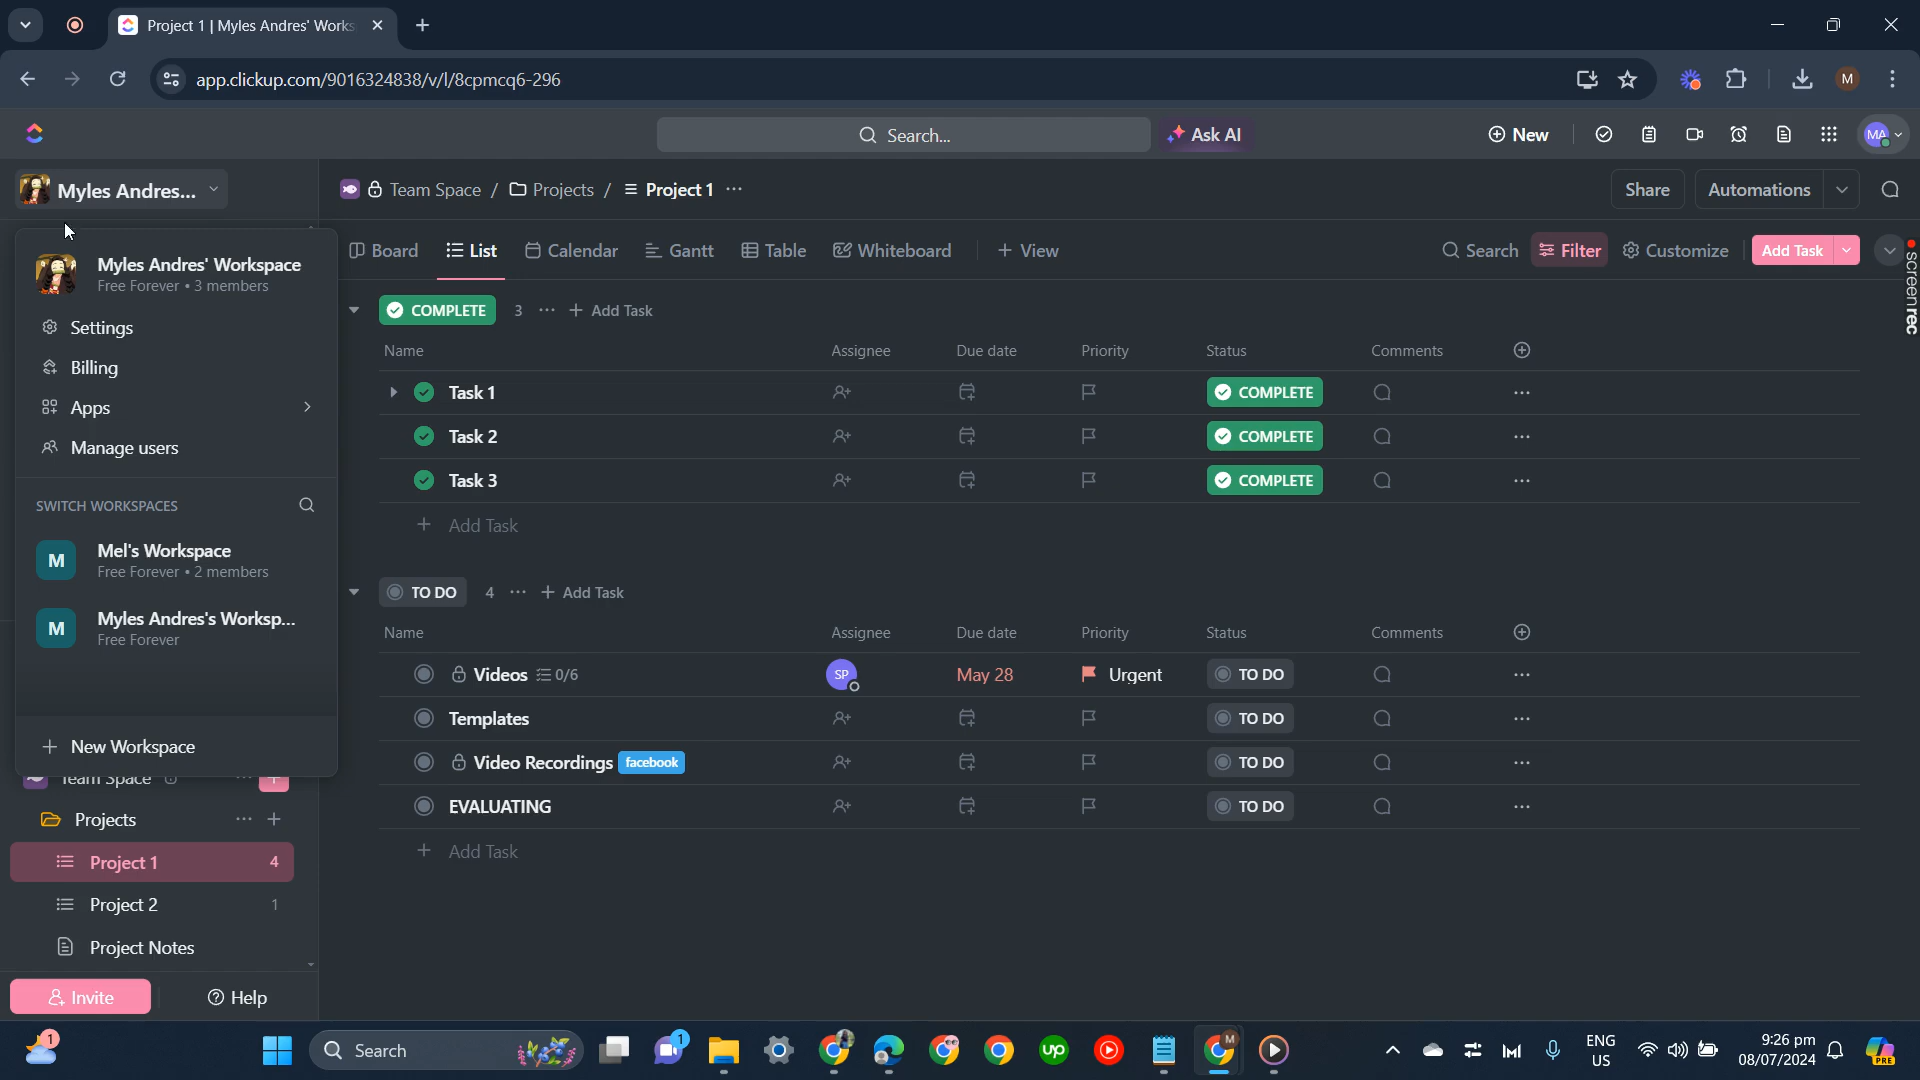 Project 1 | Myles Andres' Works
app.clickup.com/9016324838/v/l/8cpmcq6-296
M
Search...
Ask AI
New
MA
Myles Andres...
Team Space / Projects / Project 1
Share
Automations
Board
List
Calendar
Gantt
Table
Whiteboard
+ View
Search
Filter
Customize
Add Task
screenrec
Myles Andres' Workspace
Free Forever • 3 members
Settings
Billing
Apps
Manage users
SWITCH WORKSPACES
M
Mel's Workspace
Free Forever • 2 members
M
Myles Andres's Worksp...
Free Forever
+ New Workspace
Team Space
Projects
Project 1 4
Project 2 1
Project Notes
Invite
Help
COMPLETE 3 ... + Add Task
Name Assignee Due date Priority Status Comments
Task 1 COMPLETE
Task 2 COMPLETE
Task 3 COMPLETE
+ Add Task
TO DO 4 ... + Add Task
Name Assignee Due date Priority Status Comments
Videos 0/6 SP May 28 Urgent TO DO
Templates TO DO
Video Recordings facebook TO DO
EVALUATING TO DO
+ Add Task
1
Search
1
up
M
ENG
US
9:26 pm
08/07/2024
PRE